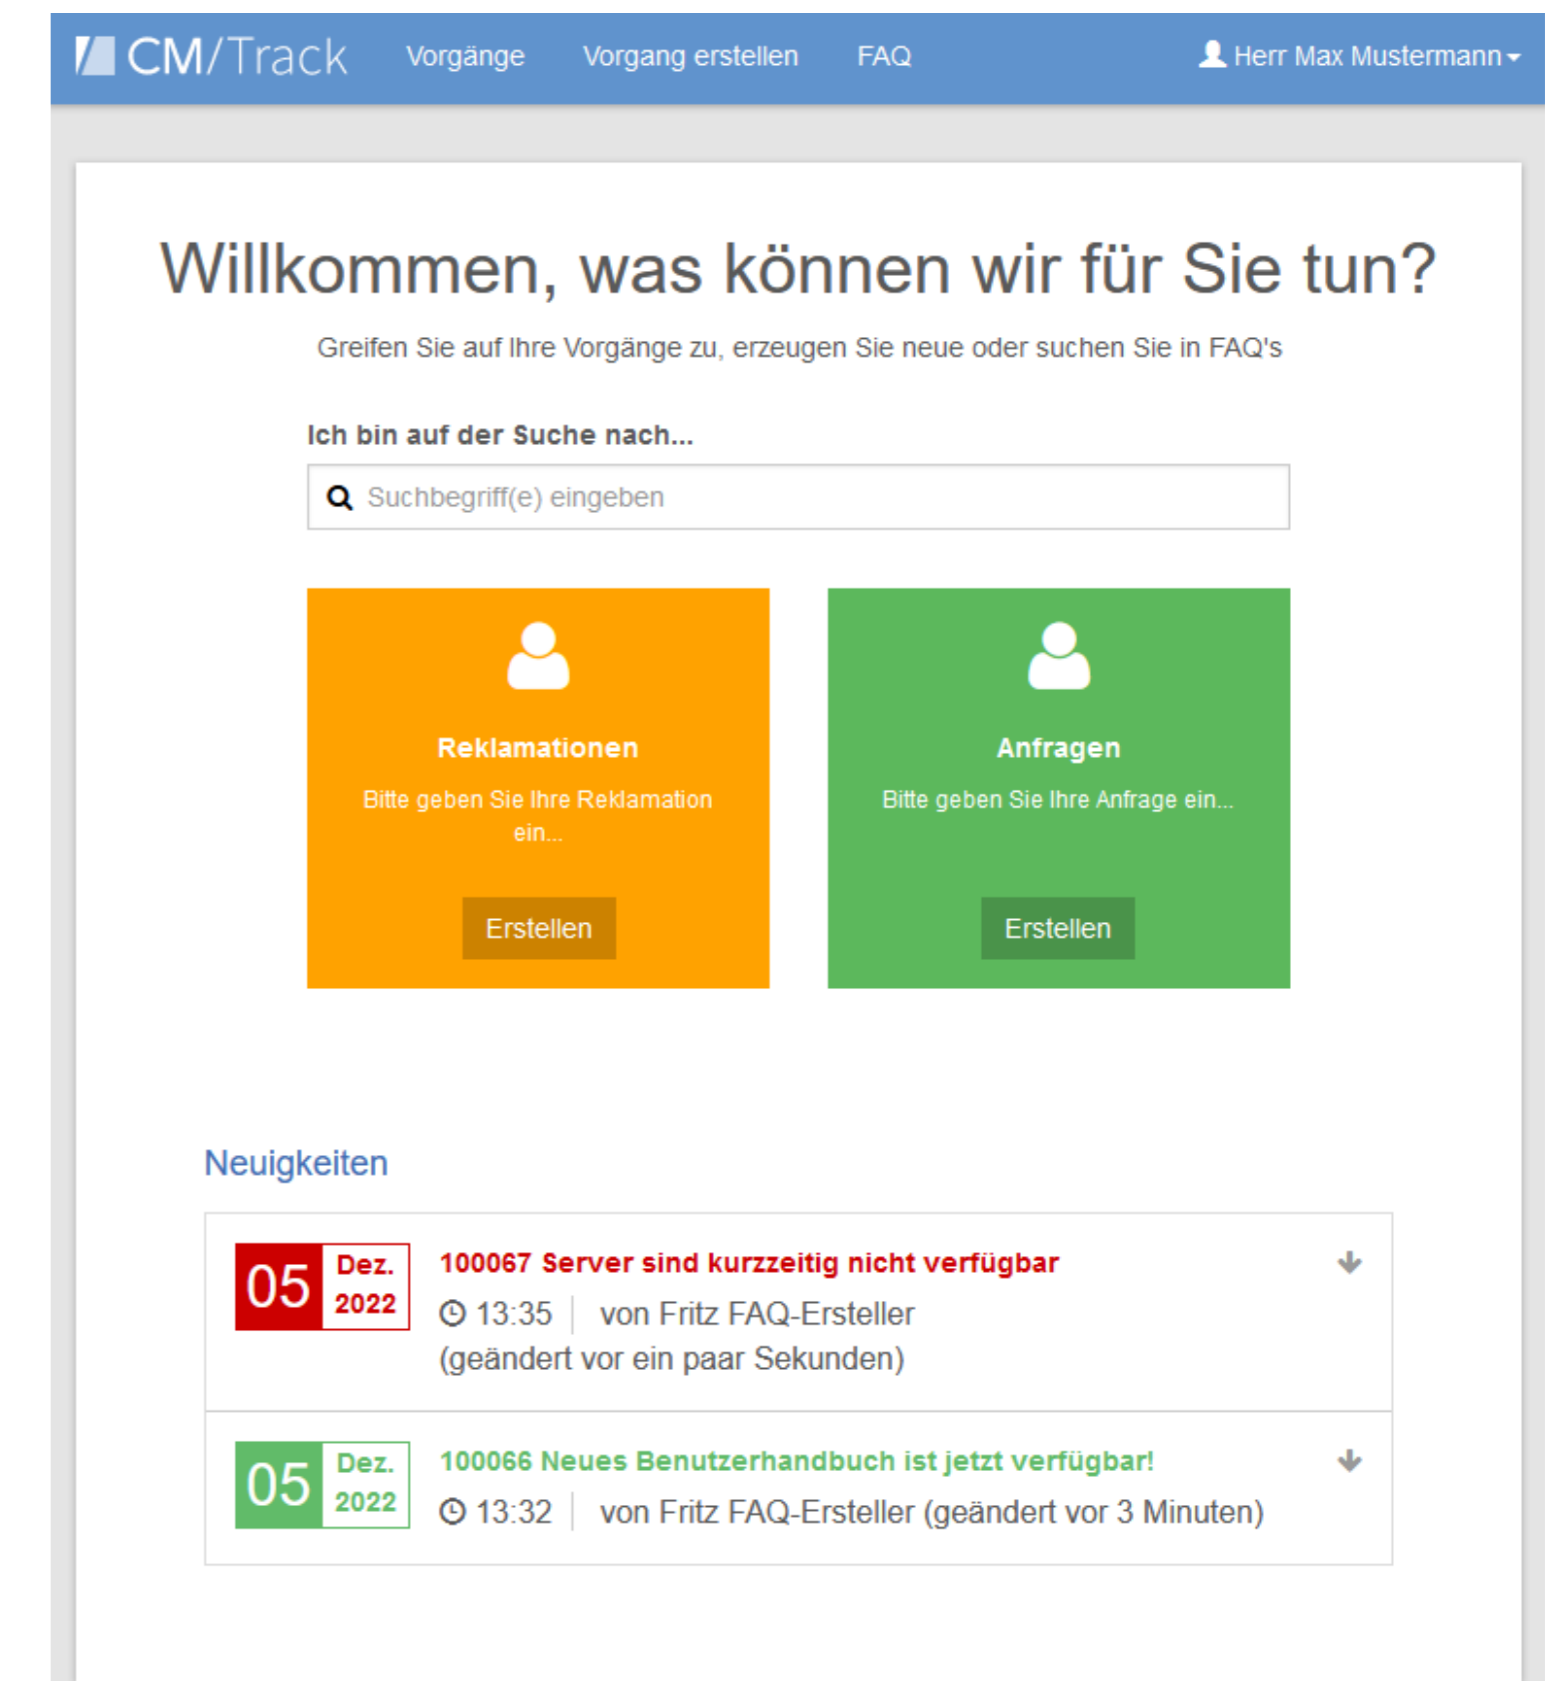 CM/Track Vorgänge Vorgang erstellen FAQ Herr Max Mustermann
Willkommen, was können wir für Sie tun?
Greifen Sie auf Ihre Vorgänge zu, erzeugen Sie neue oder suchen Sie in FAQ's
Ich bin auf der Suche nach...
Suchbegriff(e) eingeben
Reklamationen
Bitte geben Sie Ihre Reklamation
ein...
Erstellen
Anfragen
Bitte geben Sie Ihre Anfrage ein...
Erstellen
Neuigkeiten
05 Dez. 2022
100067 Server sind kurzzeitig nicht verfügbar
13:35 von Fritz FAQ-Ersteller
(geändert vor ein paar Sekunden)
05 Dez. 2022
100066 Neues Benutzerhandbuch ist jetzt verfügbar!
13:32 von Fritz FAQ-Ersteller (geändert vor 3 Minuten)